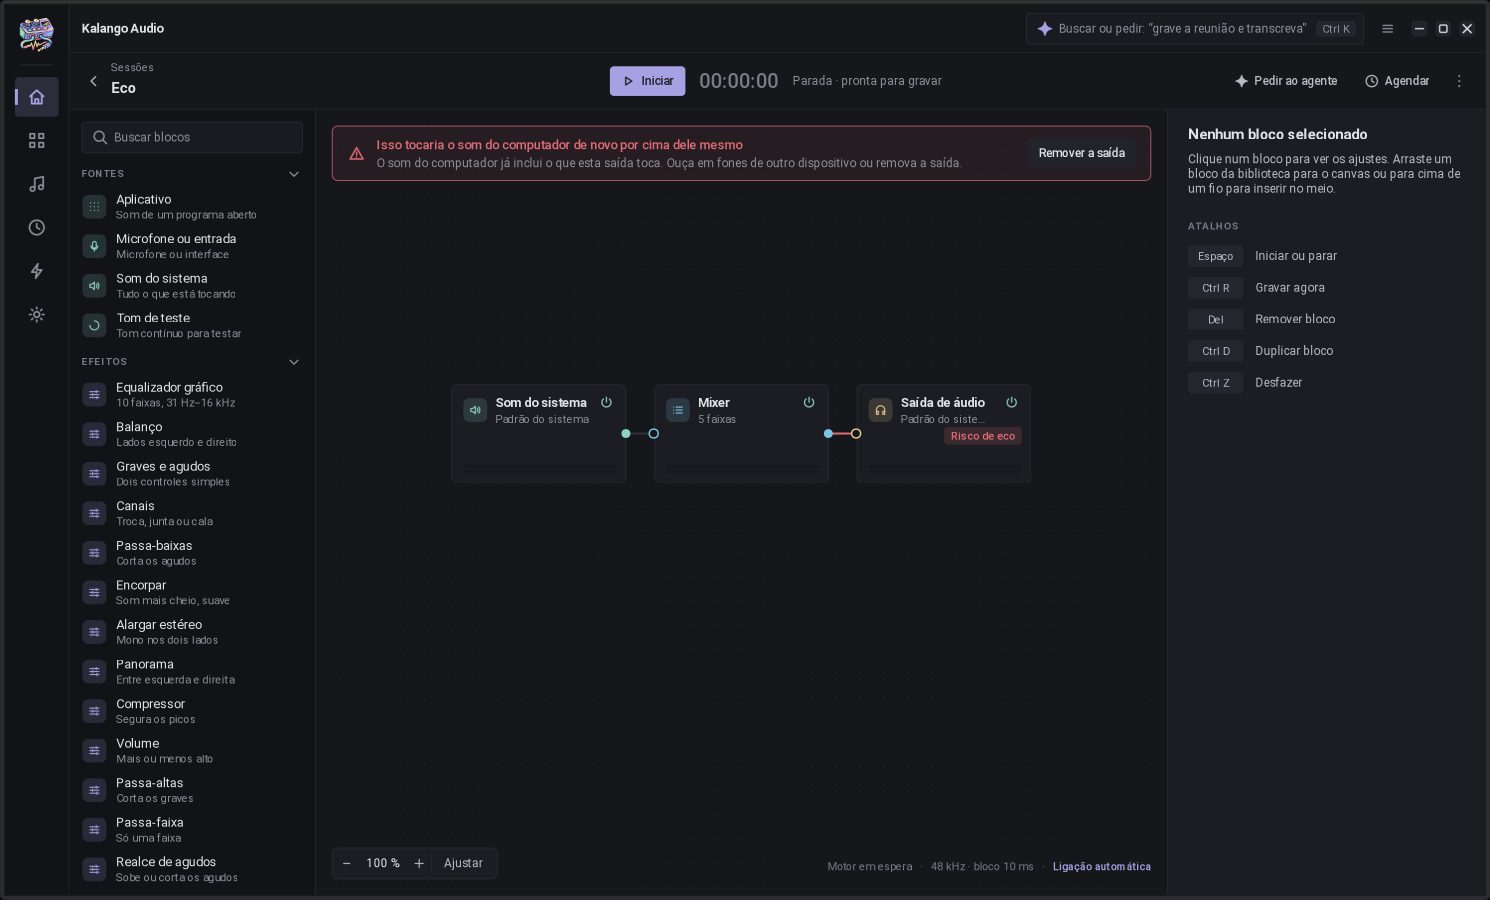 Kalango Audio
Buscar ou pedir: “grave a reunião e transcreva”
Ctrl K
Sessões
Eco
Iniciar
00:00:00
Parada · pronta para gravar
Pedir ao agente
Agendar
Buscar blocos
FONTES
Aplicativo
Som de um programa aberto
Microfone ou entrada
Microfone ou interface
Som do sistema
Tudo o que está tocando
Tom de teste
Tom contínuo para testar
EFEITOS
Equalizador gráfico
10 faixas, 31 Hz–16 kHz
Balanço
Lados esquerdo e direito
Graves e agudos
Dois controles simples
Canais
Troca, junta ou cala
Passa-baixas
Corta os agudos
Encorpar
Som mais cheio, suave
Alargar estéreo
Mono nos dois lados
Panorama
Entre esquerda e direita
Compressor
Segura os picos
Volume
Mais ou menos alto
Passa-altas
Corta os graves
Passa-faixa
Só uma faixa
Realce de agudos
Sobe ou corta os agudos
Isso tocaria o som do computador de novo por cima dele mesmo
O som do computador já inclui o que esta saída toca. Ouça em fones de outro dispositivo ou remova a saída.
Remover a saída
Som do sistema
Padrão do sistema
Mixer
5 faixas
Saída de áudio
Padrão do siste…
Risco de eco
− 100 % + Ajustar
Motor em espera · 48 kHz · bloco 10 ms · Ligação automática
Nenhum bloco selecionado
Clique num bloco para ver os ajustes. Arraste um
bloco da biblioteca para o canvas ou para cima de
um fio para inserir no meio.
ATALHOS
Espaço Iniciar ou parar
Ctrl R Gravar agora
Del Remover bloco
Ctrl D Duplicar bloco
Ctrl Z Desfazer